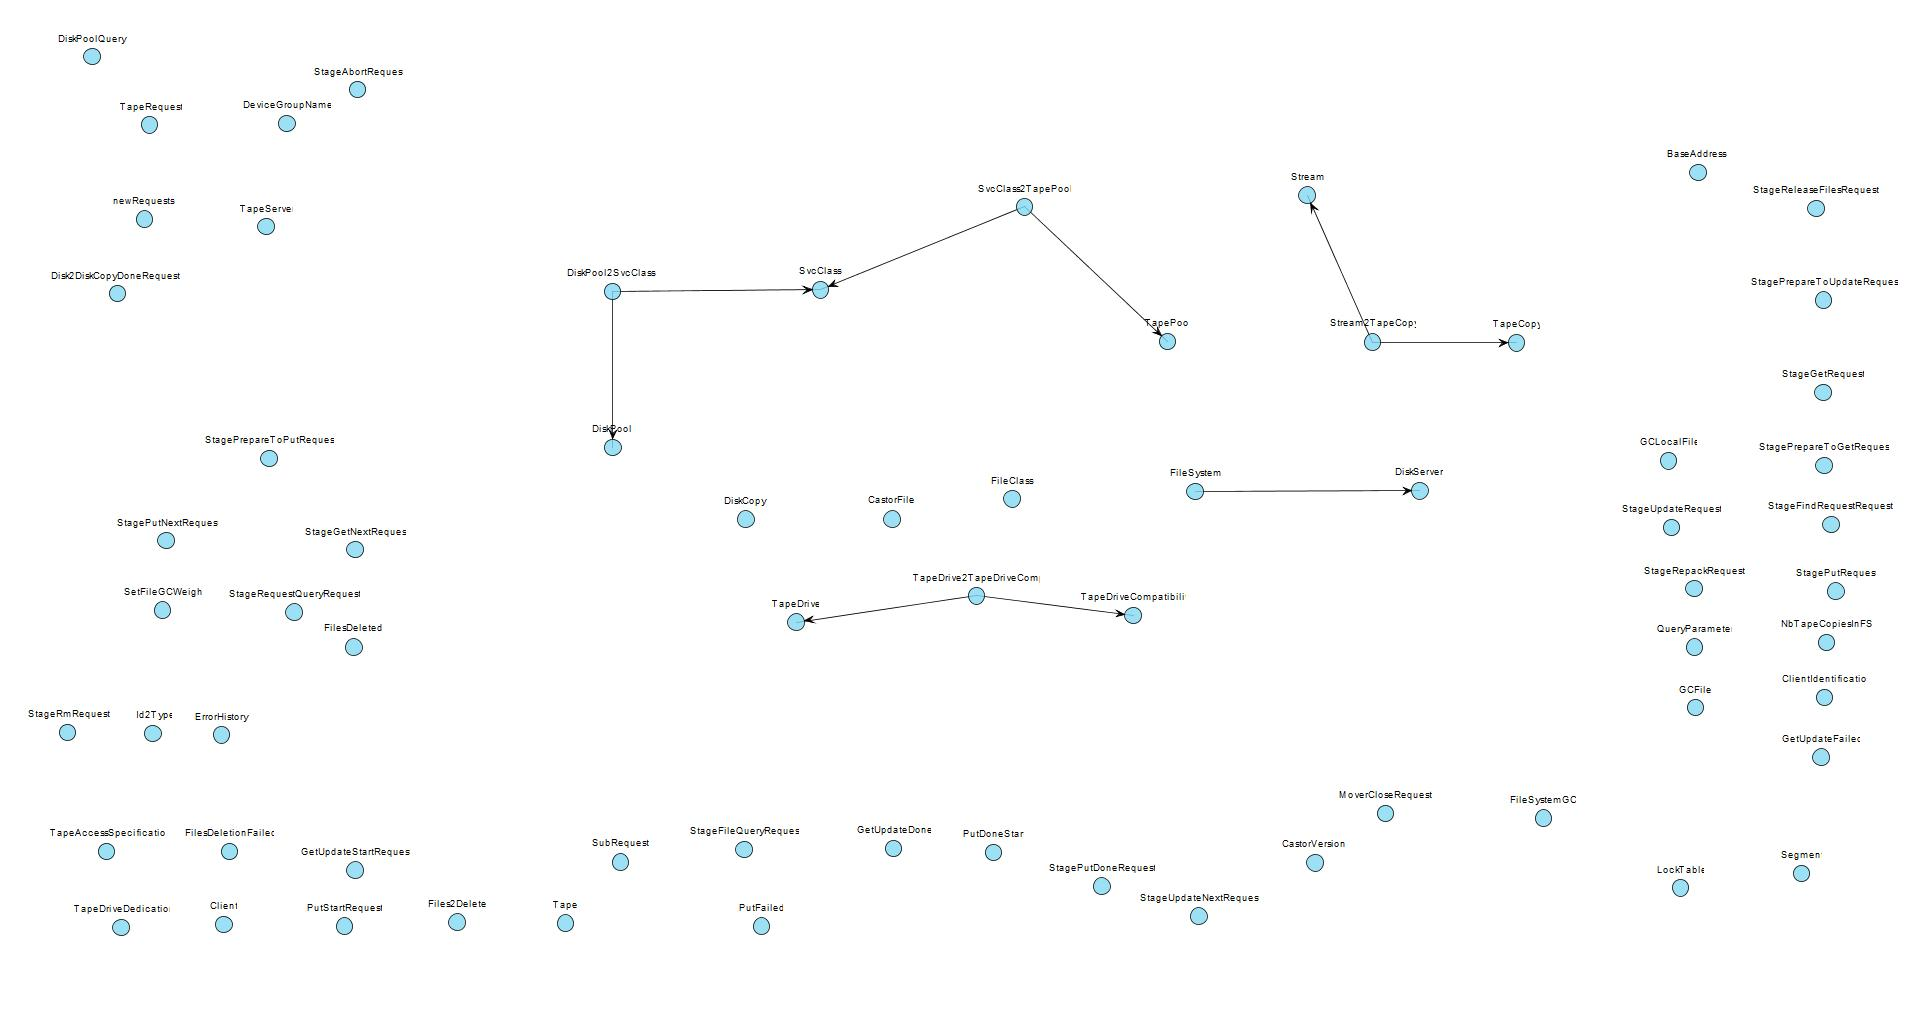 DiskPoolQuery
StageAbortReques
TapeRequest
DeviceGroupName
BaseAddress
Stream
SvcClass2TapePool
StageReleaseFilesRequest
newRequests
TapeServer
DiskPool2SvcClass
SvcClass
Disk2DiskCopyDoneRequest
StagePrepareToUpdateReques
TapePoo
Stream2TapeCopy
TapeCopy
StageGetRequest
DiskPool
StagePrepareToPutReques
GCLocalFile
StagePrepareToGetReques
FileSystem
DiskServer
FileClass
DiskCopy
CastorFile
StageUpdateRequest
StageFindRequestRequest
StagePutNextReques
StageGetNextReques
StageRepackRequest
StagePutReques
TapeDrive2TapeDriveComp
SetFileGCWeigh
StageRequestQueryRequest
TapeDrive
TapeDriveCompatibili
FilesDeleted
QueryParameter
NbTapeCopiesInFS
ClientIdentificatio
GCFile
StageRmRequest
Id2Type
ErrorHistory
GetUpdateFailed
MoverCloseRequest
FileSystemGC
TapeAccessSpecificatio
FilesDeletionFailed
GetUpdateStartReques
SubRequest
StageFileQueryReques
GetUpdateDone
PutDoneStar
CastorVersion
StagePutDoneRequest
LockTable
Segment
TapeDriveDedicatio
Client
PutStartRequest
Files2Delete
Tape
PutFailed
StageUpdateNextReques